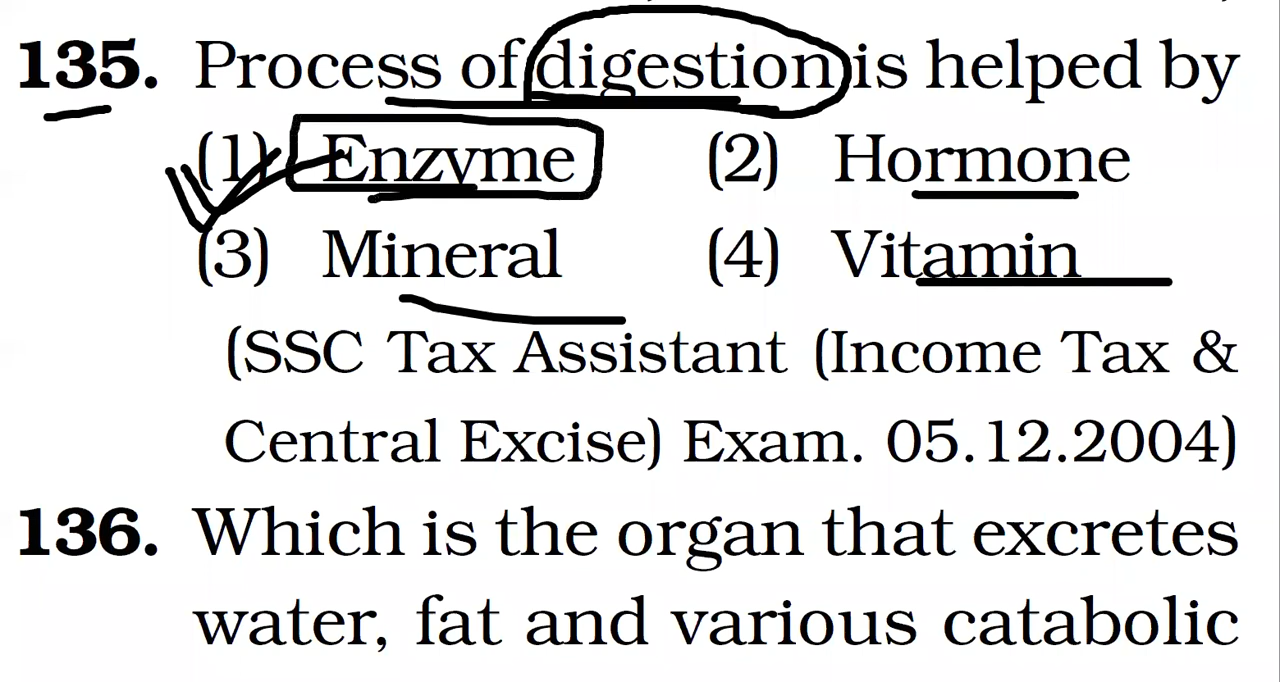 135. Process of digestion is helped by
(1) Enzyme (2) Hormone
(3) Mineral (4) Vitamin
(SSC Tax Assistant (Income Tax &
Central Excise) Exam. 05.12.2004)
136. Which is the organ that excretes
water, fat and various catabolic